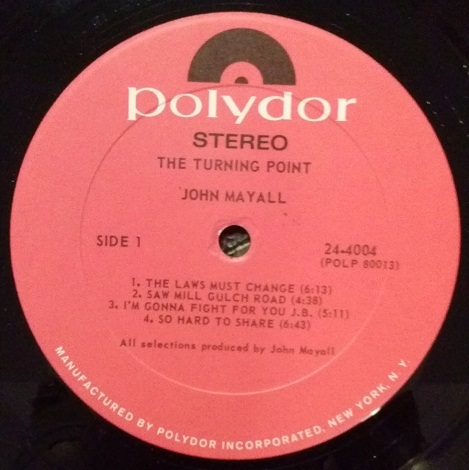 polydor
STEREO
THE TURNING POINT
JOHN MAYALL
SIDE 1
24-4004
(POLP 80013)
1. THE LAWS MUST CHANGE (6:13)
2. SAW MILL GULCH ROAD (4:38)
3. I'M GONNA FIGHT FOR YOU J.B. (5:11)
4. SO HARD TO SHARE (6:43)
All selections produced by John Mayall
MANUFACTURED BY POLYDOR INCORPORATED. NEW YORK, N. Y.